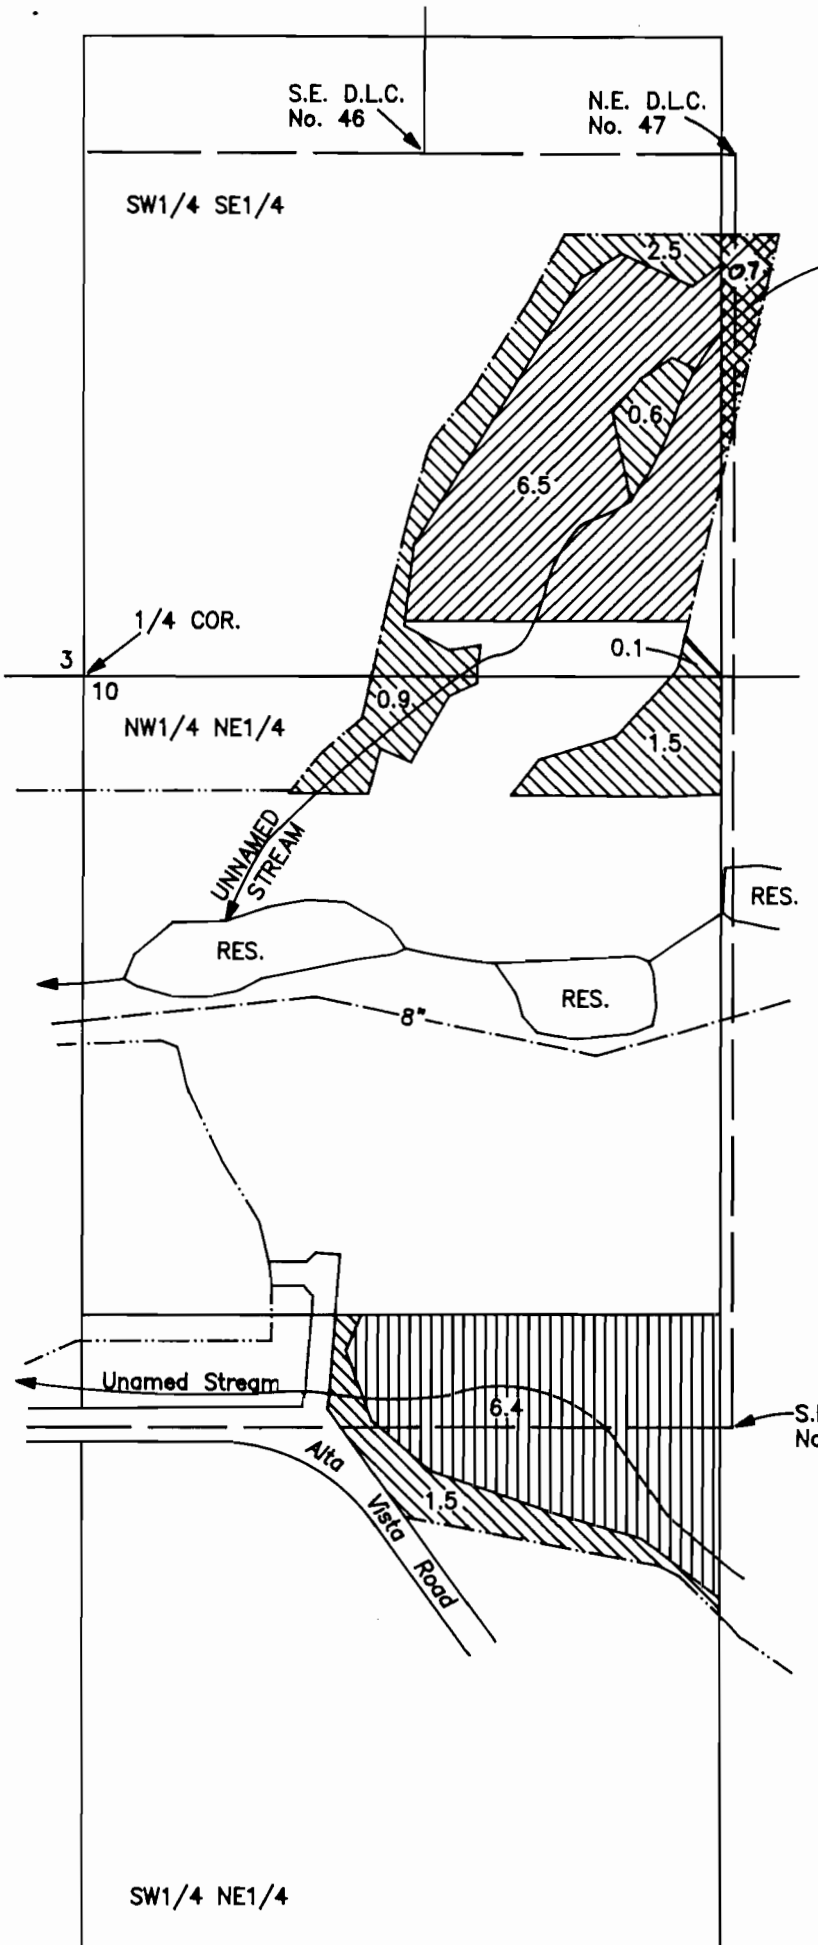 S.E. D.L.C.
No. 46
N.E. D.L.C.
No. 47
SW1/4 SE1/4
2.5
0.7
0.6
6.5
1/4 COR.
3
0.1
10
NW1/4 NE1/4
0.9
1.5
UNNAMED
STREAM
RES.
RES.
RES.
8"
Unamed Stream
6.4
S.
No
Alta Vista Road
1.5
SW1/4 NE1/4